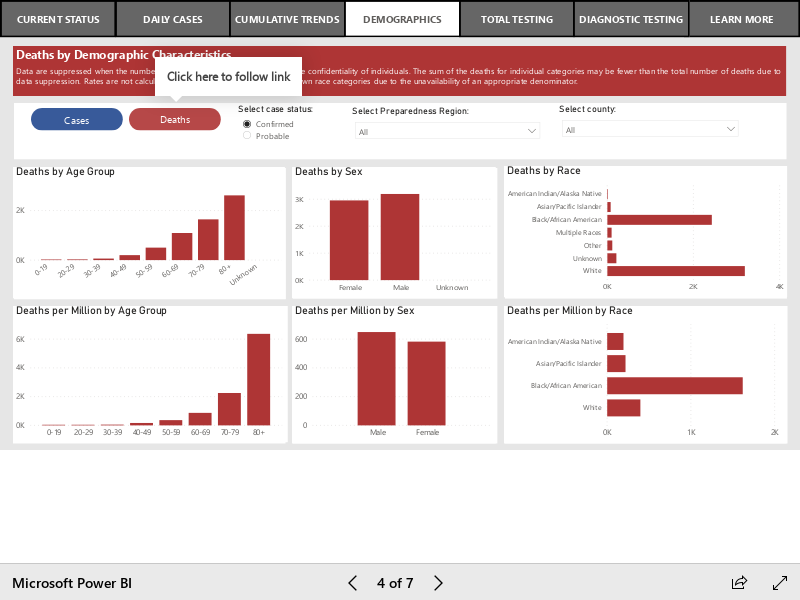 CURRENT STATUS
DAILY CASES
CUMULATIVE TRENDS
DEMOGRAPHICS
TOTAL TESTING
DIAGNOSTIC TESTING
LEARN MORE
Deaths by Demographic Characteristics
Data are suppressed when the numbe
e confidentiality of individuals. The sum of the deaths for individual categories may be fewer than the total number of deaths due to
data suppression. Rates are not calcul
wn race categories due to the unavailability of an appropriate denominator.
Click here to follow link
Cases
Deaths
Select case status:
Confirmed
Probable
Select Preparedness Region:
All
Select county:
All
Deaths by Age Group
2K
0K
0-19
20-29
30-39
40-49
50-59
60-69
70-79
80+
Unknown
Deaths by Sex
3K
2K
1K
0K
Female
Male
Unknown
Deaths by Race
American Indian/Alaska Native
Asian/Pacific Islander
Black/African American
Multiple Races
Other
Unknown
White
0K
2K
4K
Deaths per Million by Age Group
6K
4K
2K
0K
0-19
20-29
30-39
40-49
50-59
60-69
70-79
80+
Deaths per Million by Sex
600
400
200
0
Male
Female
Deaths per Million by Race
American Indian/Alaska Native
Asian/Pacific Islander
Black/African American
White
0K
1K
2K
Microsoft Power BI
4 of 7